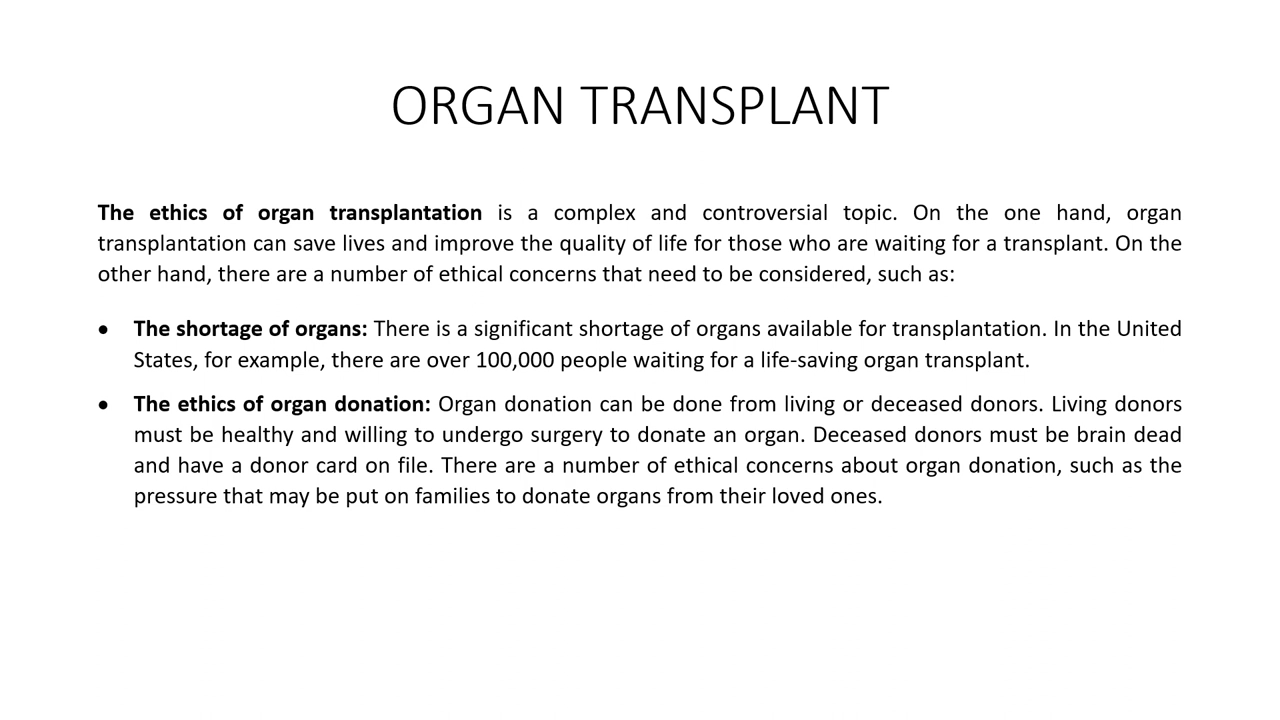 ORGAN TRANSPLANT
The ethics of organ transplantation is a complex and controversial topic. On the one hand, organ
transplantation can save lives and improve the quality of life for those who are waiting for a transplant. On the
other hand, there are a number of ethical concerns that need to be considered, such as:
• The shortage of organs: There is a significant shortage of organs available for transplantation. In the United
States, for example, there are over 100,000 people waiting for a life-saving organ transplant.
• The ethics of organ donation: Organ donation can be done from living or deceased donors. Living donors
must be healthy and willing to undergo surgery to donate an organ. Deceased donors must be brain dead
and have a donor card on file. There are a number of ethical concerns about organ donation, such as the
pressure that may be put on families to donate organs from their loved ones.